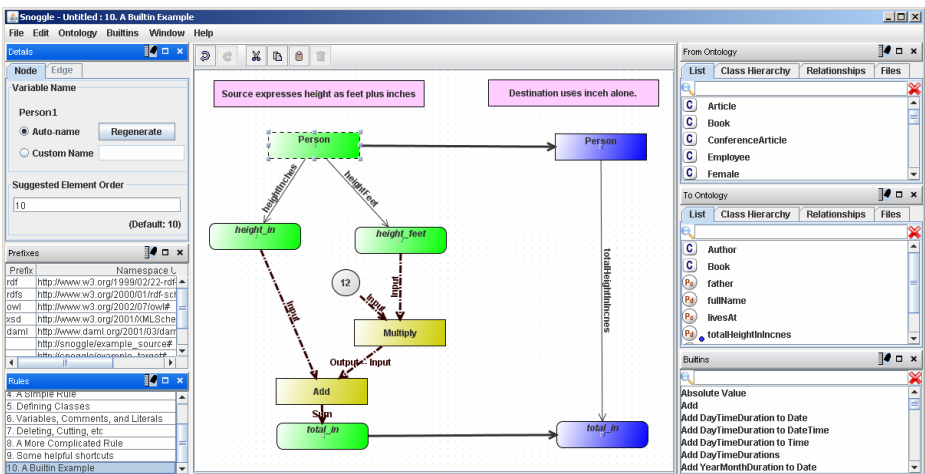 Snoggle - Untitled : 10. A Builtin Example
File Edit Ontology Builtins Window Help
Details
Node Edge
Variable Name
Person1
Auto-name Regenerate
Custom Name
Suggested Element Order
10
(Default: 10)
Prefixes
Prefix Namespace U
rdf http://www.w3.org/1999/02/22-rdf-
rdfs http://www.w3.org/2000/01/rdf-sch
owl http://www.w3.org/2002/07/owl#
xsd http://www.w3.org/2001/XMLSche
daml http://www.daml.org/2001/03/dam
http://snoggle/example_source#
http://snoggle/example_target#
Rules
4. A Simple Rule
5. Defining Classes
6. Variables, Comments, and Literals
7. Deleting, Cutting, etc
8. A More Complicated Rule
9. Some helpful shortcuts
10. A Builtin Example
Source expresses height as feet plus inches
Destination uses inceh alone.
Person
Person
heightInches
heightFeet
height_in
height_feet
totalHeightInIncnes
12
Input
Input
Input
Multiply
Output -- Input
Add
Sum
total_in
total_in
From Ontology
List Class Hierarchy Relationships Files
C Article
C Book
C ConferenceArticle
C Employee
C Female
To Ontology
List Class Hierarchy Relationships Files
C Author
C Book
Po father
Pd fullName
Po livesAt
Pd totalHeightInIncnes
Builtins
Absolute Value
Add
Add DayTimeDuration to Date
Add DayTimeDuration to DateTime
Add DayTimeDuration to Time
Add DayTimeDurations
Add YearMonthDuration to Date